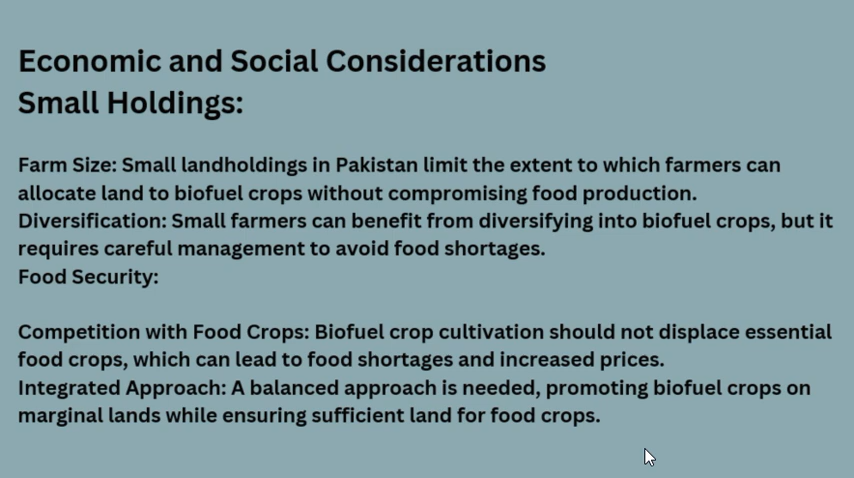 Economic and Social Considerations
Small Holdings:
Farm Size: Small landholdings in Pakistan limit the extent to which farmers can
allocate land to biofuel crops without compromising food production.
Diversification: Small farmers can benefit from diversifying into biofuel crops, but it
requires careful management to avoid food shortages.
Food Security:
Competition with Food Crops: Biofuel crop cultivation should not displace essential
food crops, which can lead to food shortages and increased prices.
Integrated Approach: A balanced approach is needed, promoting biofuel crops on
marginal lands while ensuring sufficient land for food crops.